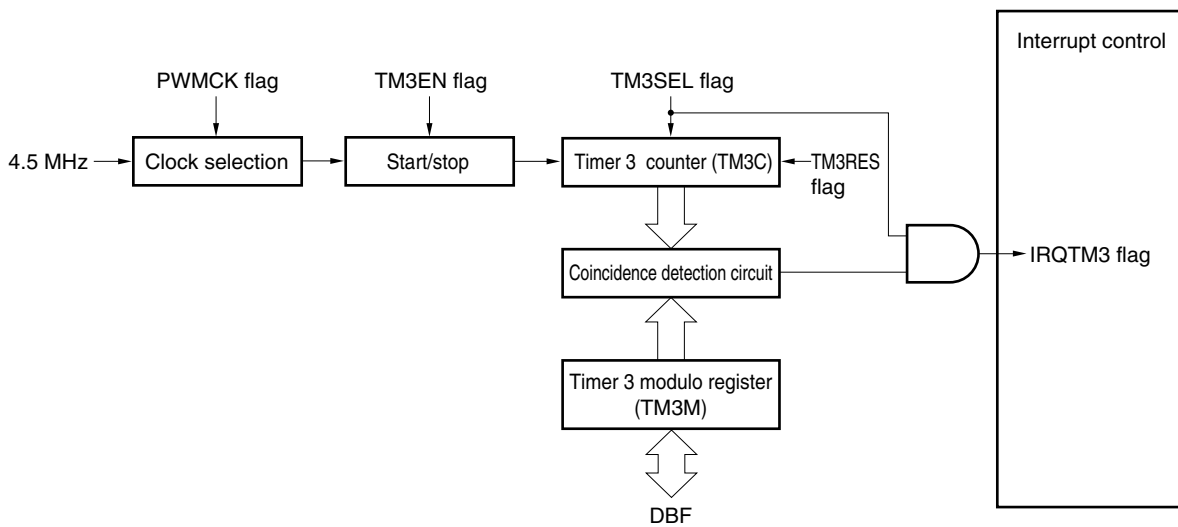 Interrupt control
PWMCK flag
TM3EN flag
TM3SEL flag
4.5 MHz
Clock selection
Start/stop
Timer 3 counter (TM3C)
TM3RES
flag
Coincidence detection circuit
IRQTM3 flag
Timer 3 modulo register
(TM3M)
DBF